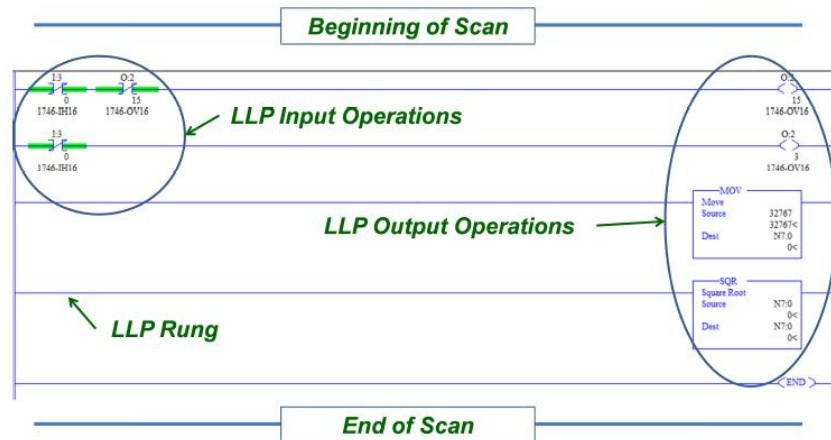 Beginning of Scan
I:3
0
1746-IH16
O:2
15
1746-OV16
O:2
15
1746-OV16
LLP Input Operations
I:3
0
1746-IH16
O:2
3
1746-OV16
LLP Output Operations
MOV
Move
Source 32767
32767<
Dest N7:0
0<
LLP Rung
SQR
Square Root
Source N7:0
0<
Dest N7:0
0<
END
End of Scan